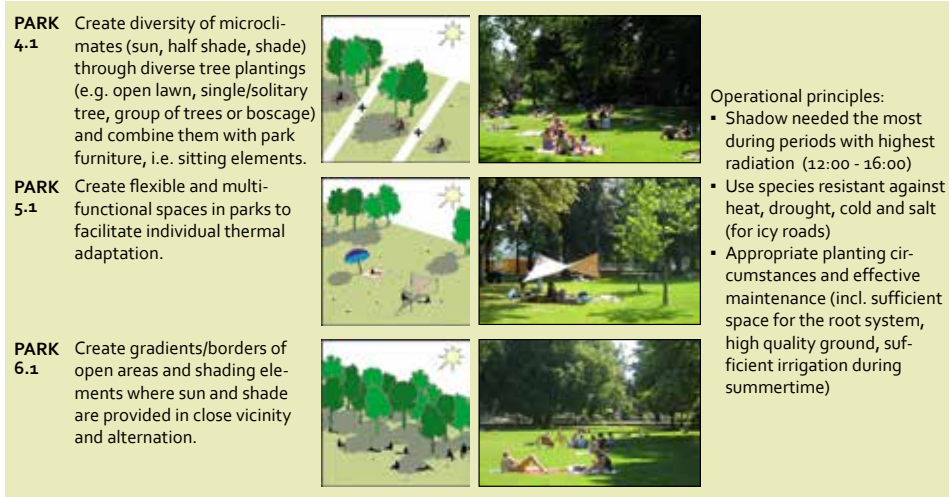 PARK 4.1
Create diversity of microcli-
mates (sun, half shade, shade)
through diverse tree plantings
(e.g. open lawn, single/solitary
tree, group of trees or boscage)
and combine them with park
furniture, i.e. sitting elements.
PARK 5.1
Create flexible and multi-
functional spaces in parks to
facilitate individual thermal
adaptation.
PARK 6.1
Create gradients/borders of
open areas and shading ele-
ments where sun and shade
are provided in close vicinity
and alternation.
Operational principles:
▪ Shadow needed the most
during periods with highest
radiation (12:00 - 16:00)
▪ Use species resistant against
heat, drought, cold and salt
(for icy roads)
▪ Appropriate planting cir-
cumstances and effective
maintenance (incl. sufficient
space for the root system,
high quality ground, suf-
ficient irrigation during
summertime)